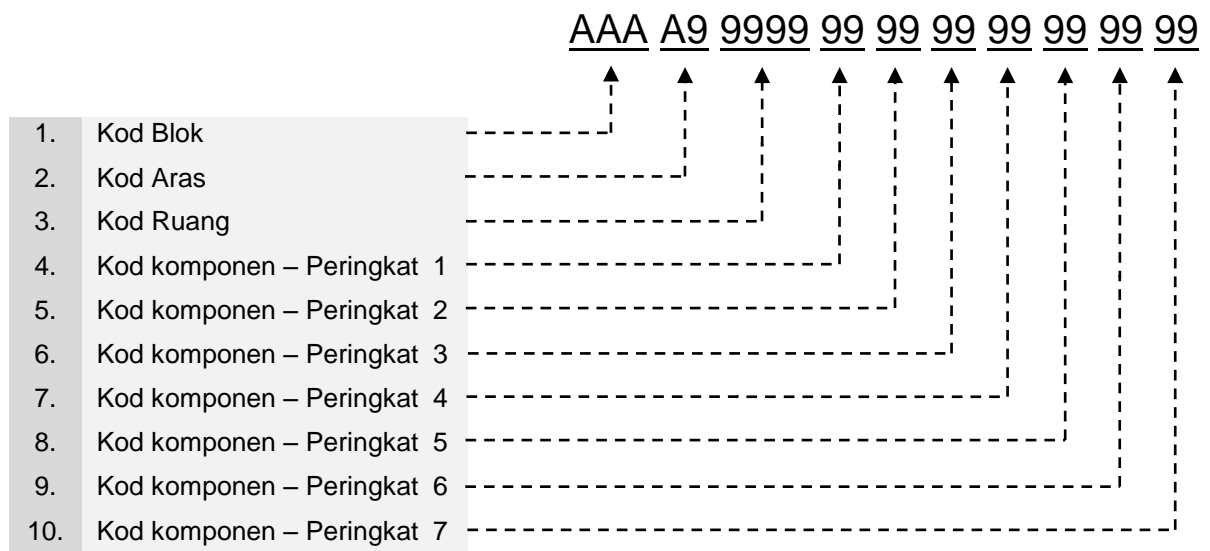 AAA A9 9999 99 99 99 99 99 99 99
1. Kod Blok
2. Kod Aras
3. Kod Ruang
4. Kod komponen – Peringkat 1
5. Kod komponen – Peringkat 2
6. Kod komponen – Peringkat 3
7. Kod komponen – Peringkat 4
8. Kod komponen – Peringkat 5
9. Kod komponen – Peringkat 6
10. Kod komponen – Peringkat 7